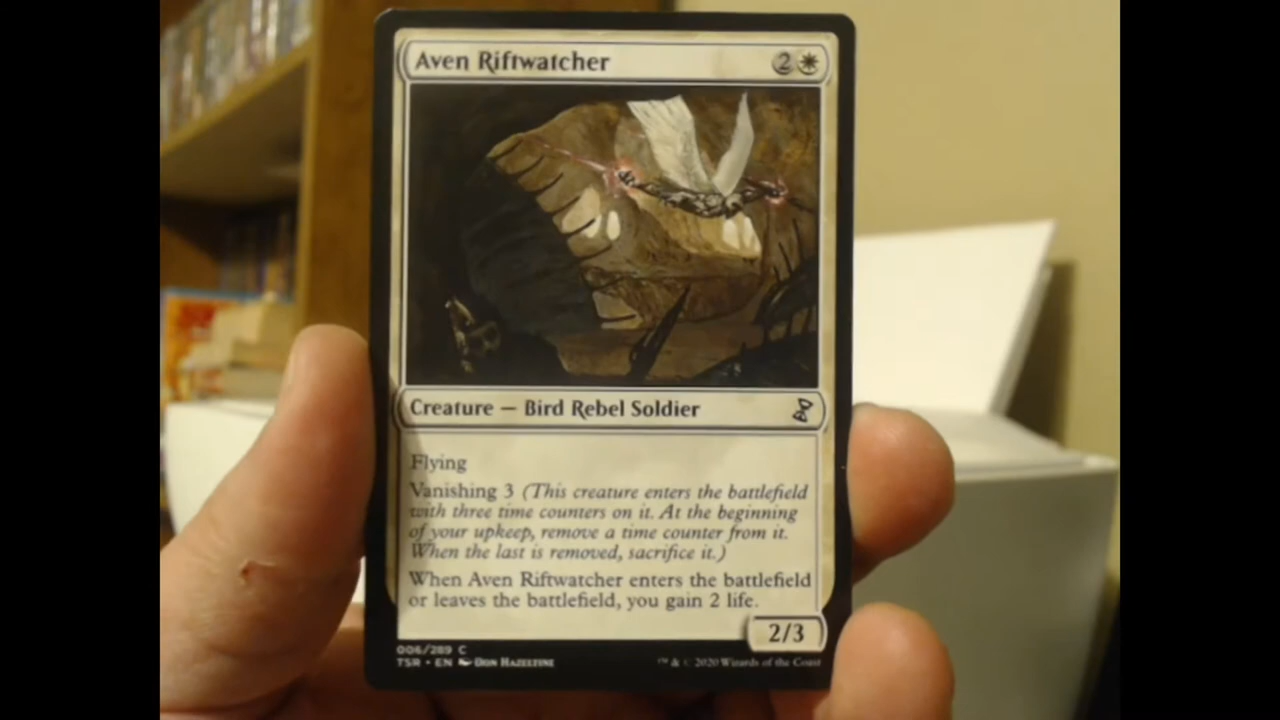 Aven Riftwatcher 2
Creature — Bird Rebel Soldier
Flying
Vanishing 3 (This creature enters the battlefield
with three time counters on it. At the beginning
of your upkeep, remove a time counter from it.
When the last is removed, sacrifice it.)
When Aven Riftwatcher enters the battlefield
or leaves the battlefield, you gain 2 life.
2/3
006/289 C
TSR • EN Don Hazeltine ™ & © 2020 Wizards of the Coast